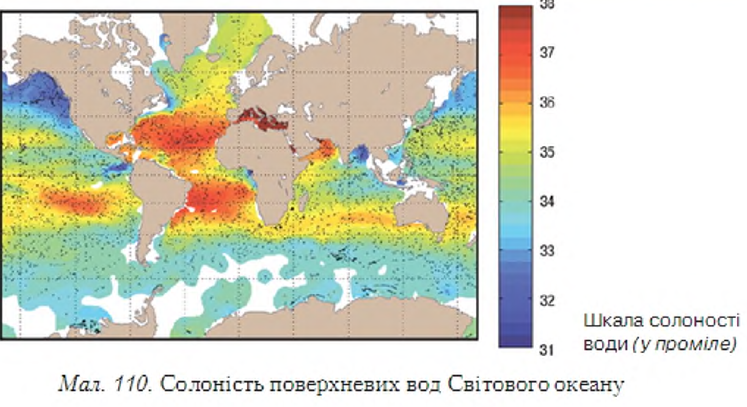 38
37
36
35
34
33
32
31
Шкала солоності
води (у проміле)
Мал. 110. Солоність поверхневих вод Світового океану